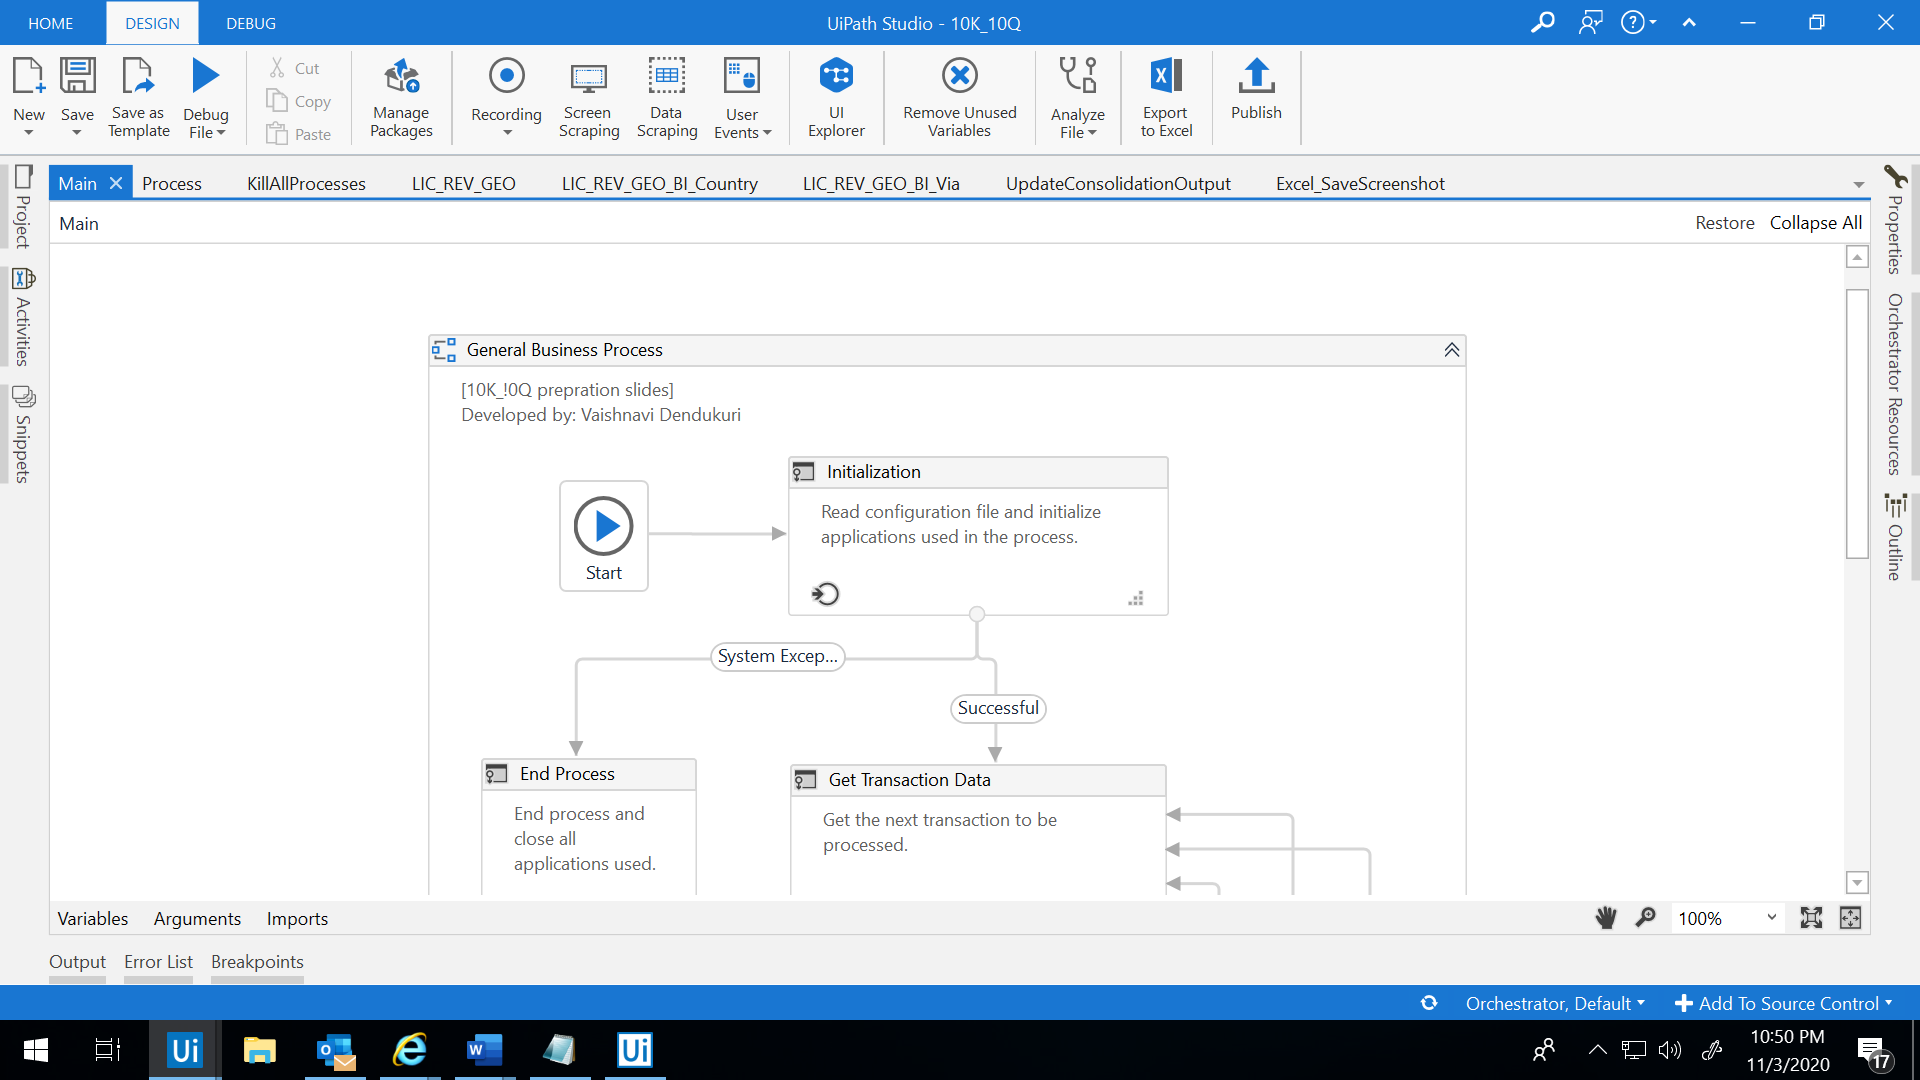 HOME DESIGN DEBUG UiPath Studio - 10K_10Q
New Save Save as Template Debug File Cut Copy Paste Manage Packages Recording Screen Scraping Data Scraping User Events UI Explorer Remove Unused Variables Analyze File Export to Excel Publish
Main Process KillAllProcesses LIC_REV_GEO LIC_REV_GEO_BI_Country LIC_REV_GEO_BI_Via UpdateConsolidationOutput Excel_SaveScreenshot
Main Restore Collapse All
Project
Activities
Snippets
Properties
Orchestrator Resources
Outline
General Business Process
[10K_!0Q prepration slides]
Developed by: Vaishnavi Dendukuri
Start
Initialization
Read configuration file and initialize
applications used in the process.
System Excep...
Successful
End Process
End process and
close all
applications used.
Get Transaction Data
Get the next transaction to be
processed.
Variables Arguments Imports 100%
Output Error List Breakpoints
Orchestrator, Default Add To Source Control
Ui Ui
10:50 PM
11/3/2020
17